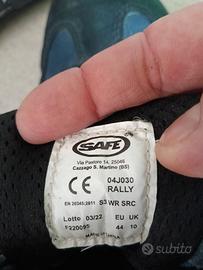 SAFE
Via Pastore 14, 25046
Cazzago S. Martino (BS)
CE 04J030
RALLY
EN 20345:2011 S3 WR SRC
Lotto 03/22 EU UK
F220095 44 10
subito